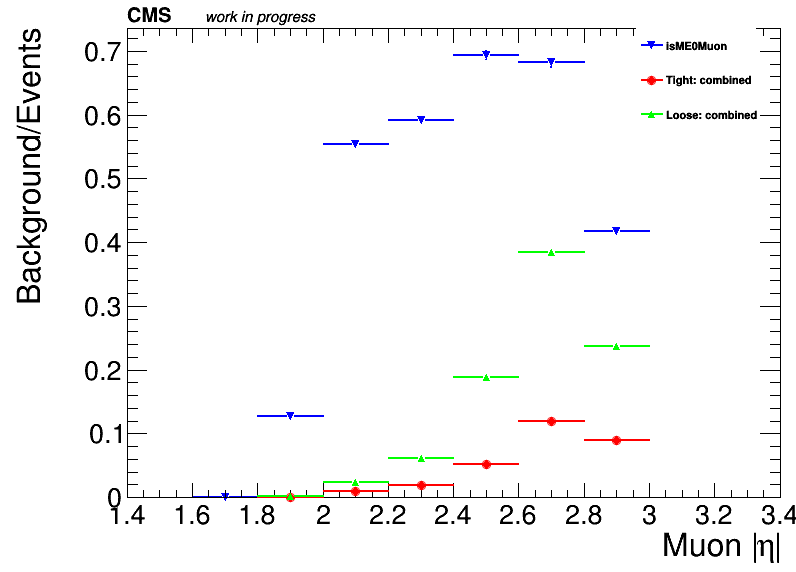 CMS work in progress
Background/Events
0.7
0.6
0.5
0.4
0.3
0.2
0.1
0
isME0Muon
Tight: combined
Loose: combined
1.4 1.6 1.8 2 2.2 2.4 2.6 2.8 3 3.2 3.4
Muon |η|